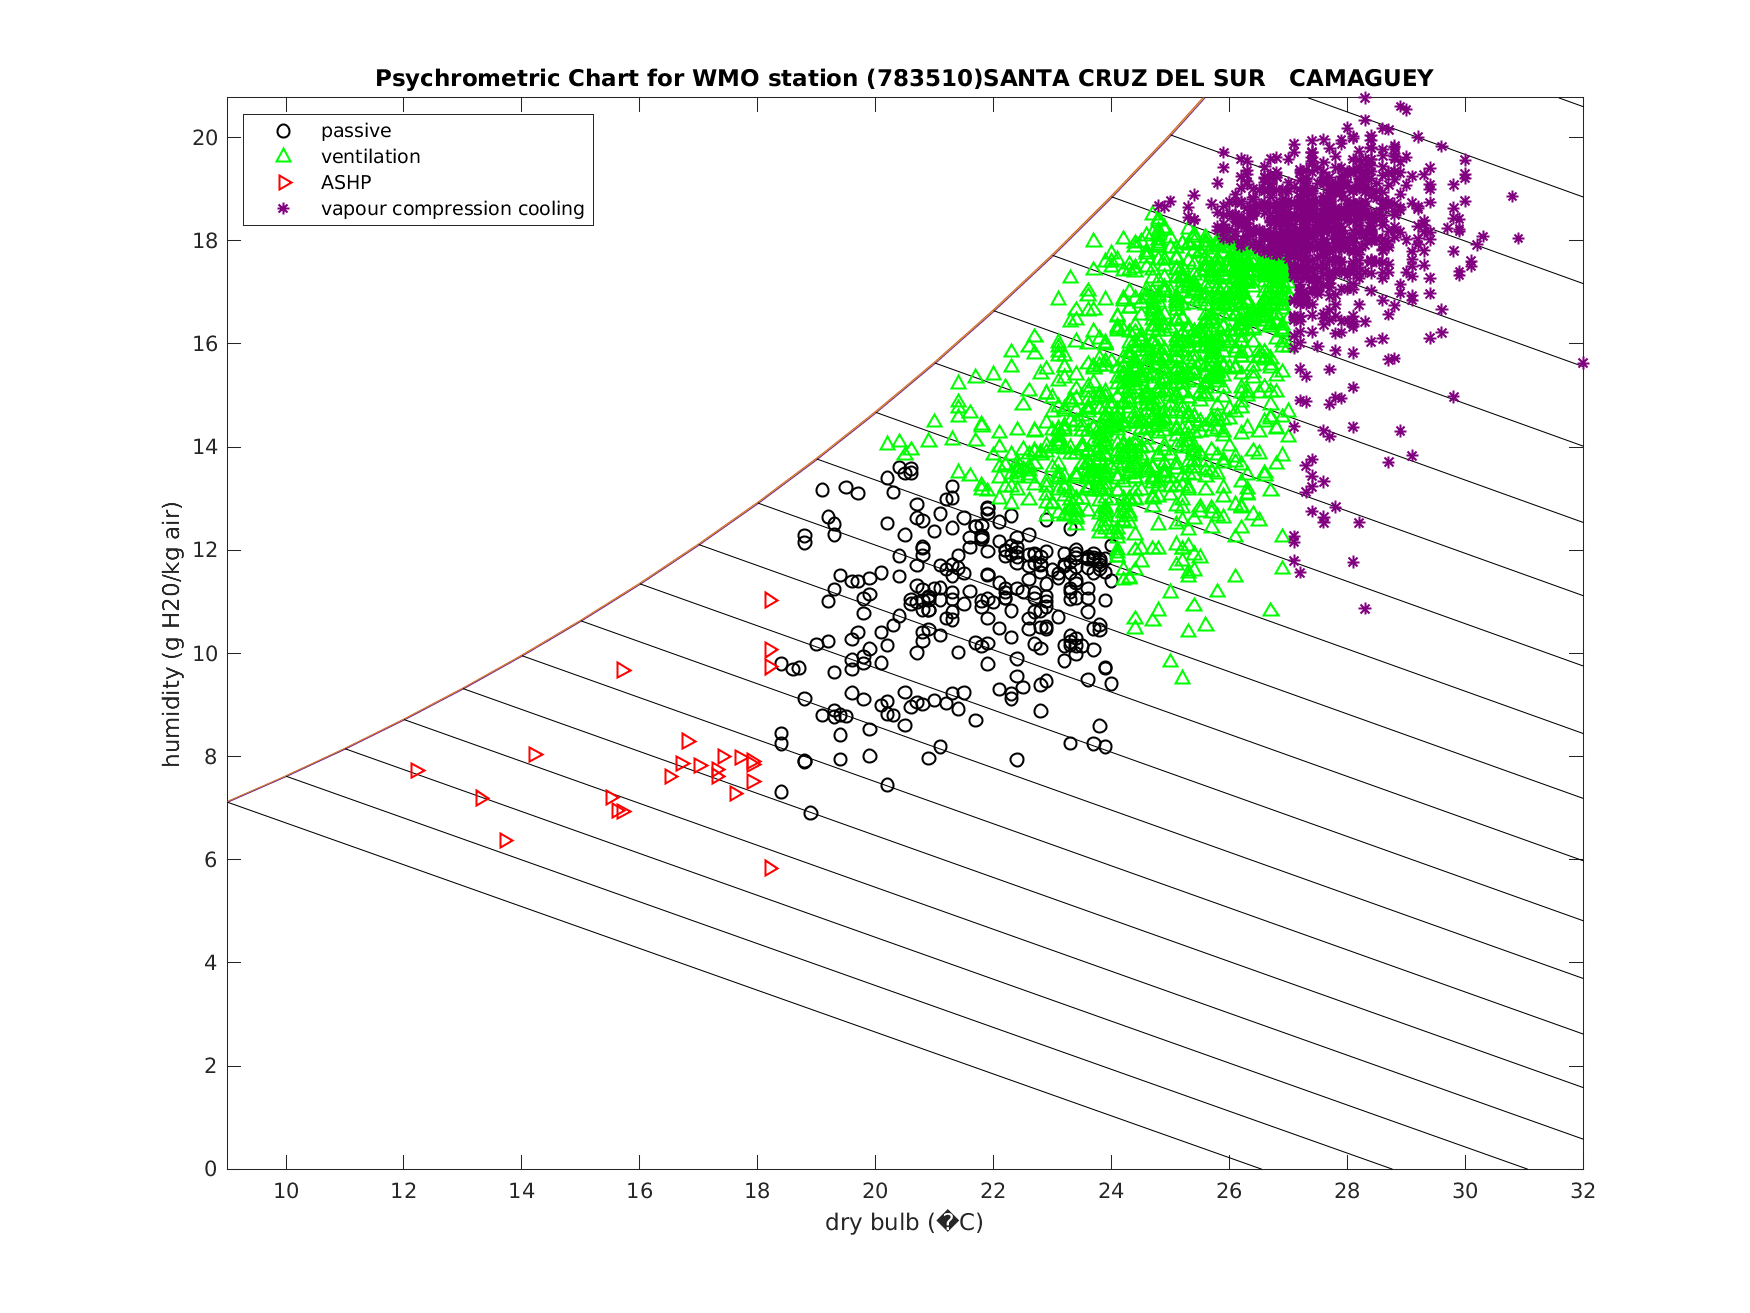 Psychrometric Chart for WMO station (783510)SANTA CRUZ DEL SUR   CAMAGUEY
passive
ventilation
ASHP
vapour compression cooling
humidity (g H20/kg air)
20
18
16
14
12
10
8
6
4
2
0
10 12 14 16 18 20 22 24 26 28 30 32
dry bulb (�C)